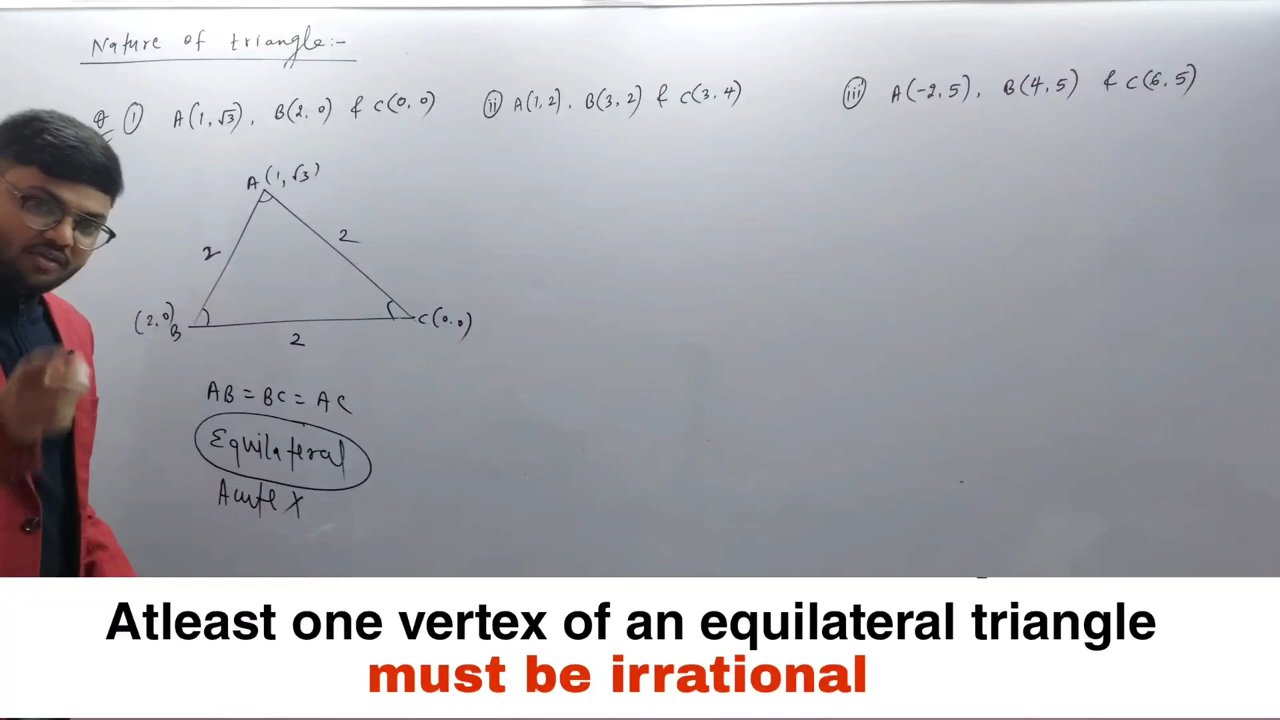 Nature of triangle:-
Q (i) A(1, √3), B(2, 0) & C(0, 0) (ii) A(1, 2), B(3, 2) & C(3, 4) (iii) A(-2, 5), B(4, 5) & C(6, 5)
A (1, √3)
2 2
(2, 0) B C (0, 0)
2
AB = BC = AC
Equilateral
Acute X
Atleast one vertex of an equilateral triangle
must be irrational